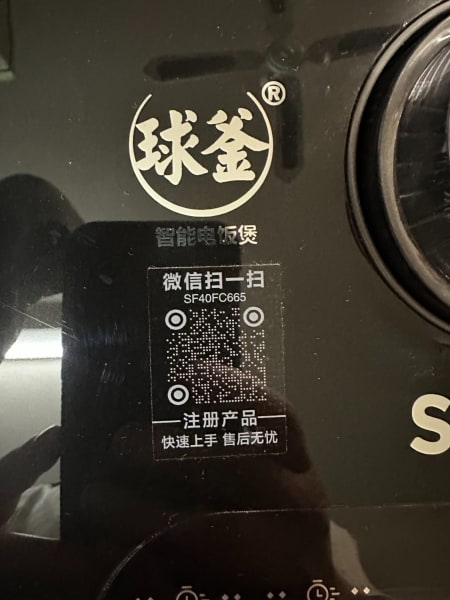 球釜®
智能电饭煲
微信扫一扫
SF40FC665
注册产品
快速上手 售后无忧
S